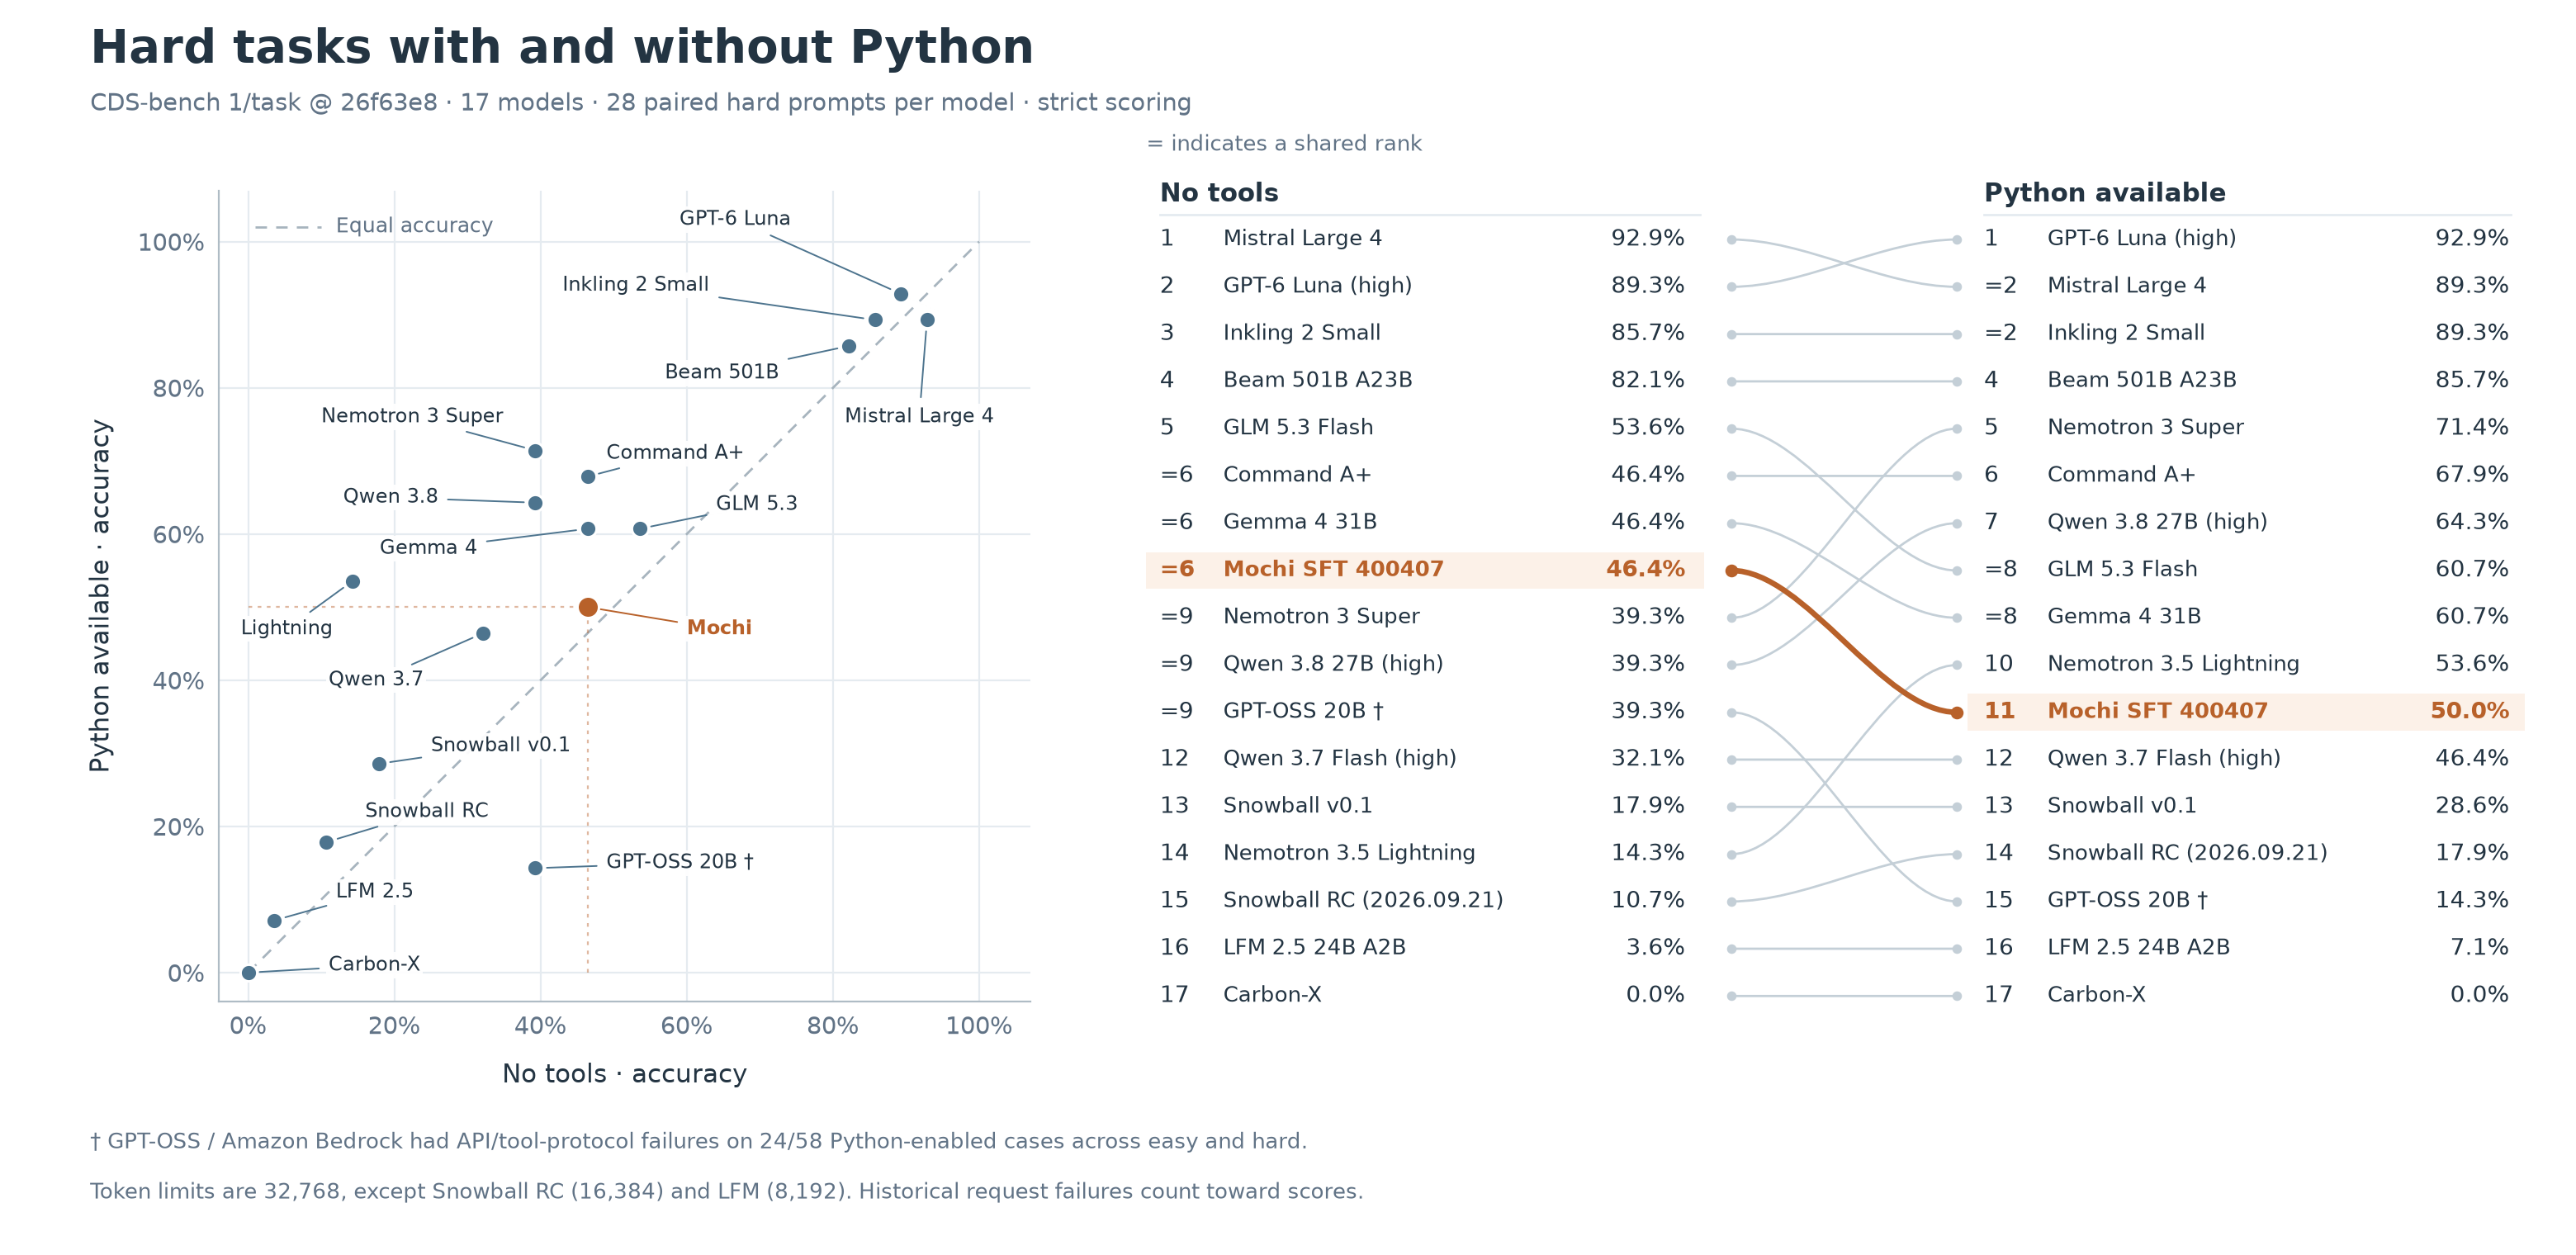 Hard tasks with and without Python
CDS-bench 1/task @ 26f63e8 · 17 models · 28 paired hard prompts per model · strict scoring
Equal accuracy
GPT-6 Luna
Inkling 2 Small
Beam 501B
Mistral Large 4
Nemotron 3 Super
Command A+
Qwen 3.8
GLM 5.3
Gemma 4
Lightning
Mochi
Qwen 3.7
Snowball v0.1
Snowball RC
GPT-OSS 20B †
LFM 2.5
Carbon-X
100%
80%
60%
40%
20%
0%
Python available · accuracy
0% 20% 40% 60% 80% 100%
No tools · accuracy
= indicates a shared rank
No tools
1 Mistral Large 4 92.9%
2 GPT-6 Luna (high) 89.3%
3 Inkling 2 Small 85.7%
4 Beam 501B A23B 82.1%
5 GLM 5.3 Flash 53.6%
=6 Command A+ 46.4%
=6 Gemma 4 31B 46.4%
=6 Mochi SFT 400407 46.4%
=9 Nemotron 3 Super 39.3%
=9 Qwen 3.8 27B (high) 39.3%
=9 GPT-OSS 20B † 39.3%
12 Qwen 3.7 Flash (high) 32.1%
13 Snowball v0.1 17.9%
14 Nemotron 3.5 Lightning 14.3%
15 Snowball RC (2026.09.21) 10.7%
16 LFM 2.5 24B A2B 3.6%
17 Carbon-X 0.0%
Python available
1 GPT-6 Luna (high) 92.9%
=2 Mistral Large 4 89.3%
=2 Inkling 2 Small 89.3%
4 Beam 501B A23B 85.7%
5 Nemotron 3 Super 71.4%
6 Command A+ 67.9%
7 Qwen 3.8 27B (high) 64.3%
=8 GLM 5.3 Flash 60.7%
=8 Gemma 4 31B 60.7%
10 Nemotron 3.5 Lightning 53.6%
11 Mochi SFT 400407 50.0%
12 Qwen 3.7 Flash (high) 46.4%
13 Snowball v0.1 28.6%
14 Snowball RC (2026.09.21) 17.9%
15 GPT-OSS 20B † 14.3%
16 LFM 2.5 24B A2B 7.1%
17 Carbon-X 0.0%
† GPT-OSS / Amazon Bedrock had API/tool-protocol failures on 24/58 Python-enabled cases across easy and hard.
Token limits are 32,768, except Snowball RC (16,384) and LFM (8,192). Historical request failures count toward scores.